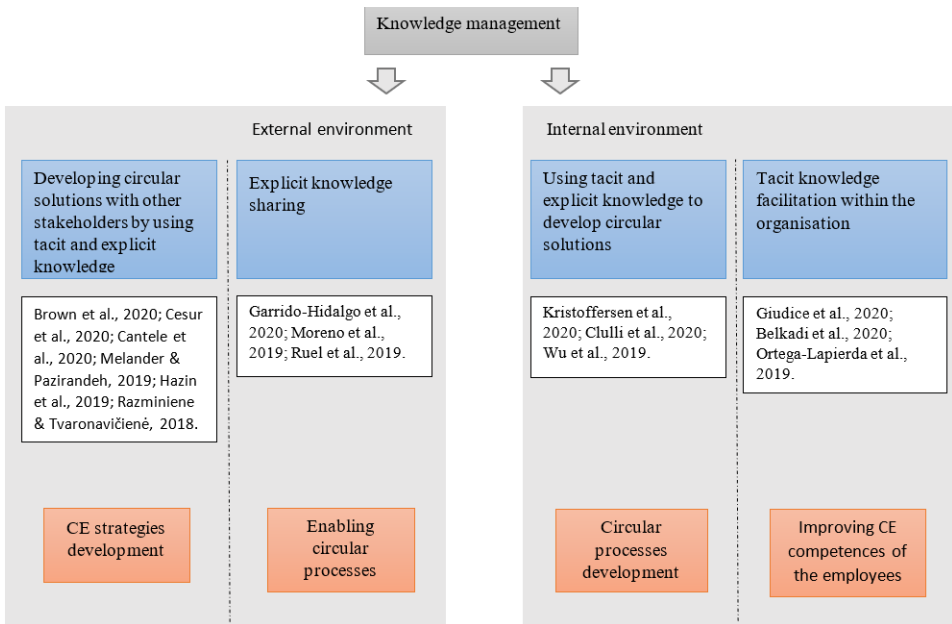 Knowledge management
External environment
Developing circular
solutions with other
stakeholders by using
tacit and explicit
knowledge
Explicit knowledge
sharing
Brown et al., 2020; Cesur
et al., 2020; Cantele et
al., 2020; Melander &
Pazirandeh, 2019; Hazin
et al., 2019; Razminiene
& Tvaronavičienė, 2018.
Garrido-Hidalgo et al.,
2020; Moreno et al.,
2019; Ruel et al., 2019.
CE strategies
development
Enabling
circular
processes
Internal environment
Using tacit and
explicit knowledge to
develop circular
solutions
Tacit knowledge
facilitation within the
organisation
Kristoffersen et al.,
2020; Clulli et al., 2020;
Wu et al., 2019.
Giudice et al., 2020;
Belkadi et al., 2020;
Ortega-Lapierda et al.,
2019.
Circular
processes
development
Improving CE
competences of
the employees